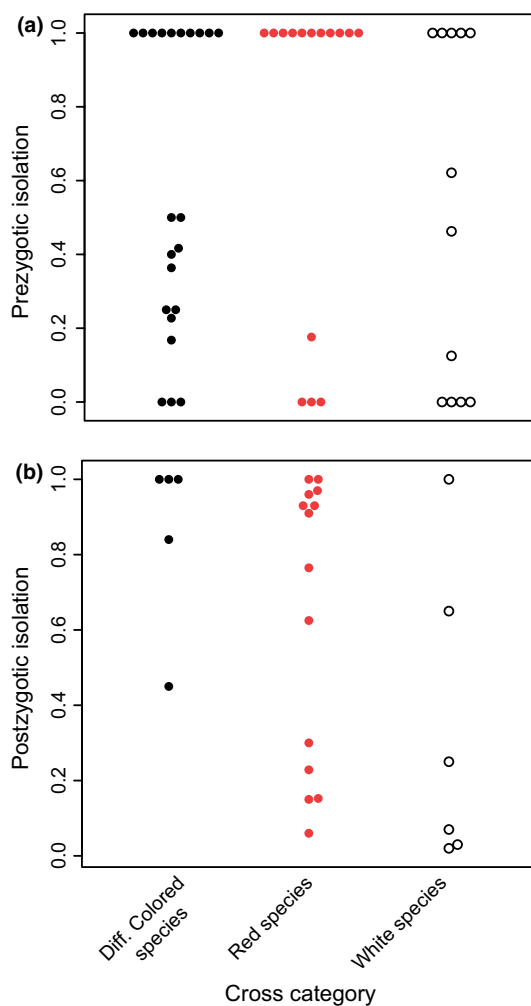 (a)
1.0
0.8
0.6
0.4
0.2
0.0
Prezygotic isolation
(b)
1.0
0.8
0.6
0.4
0.2
0.0
Postzygotic isolation
Diff. Colored
species
Red species
White species
Cross category